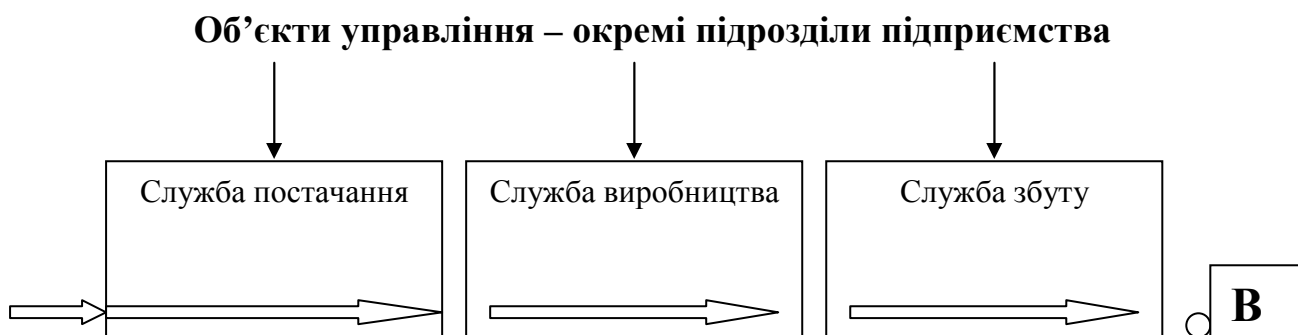 Об’єкти управління – окремі підрозділи підприємства
Служба постачання
Служба виробництва
Служба збуту
В